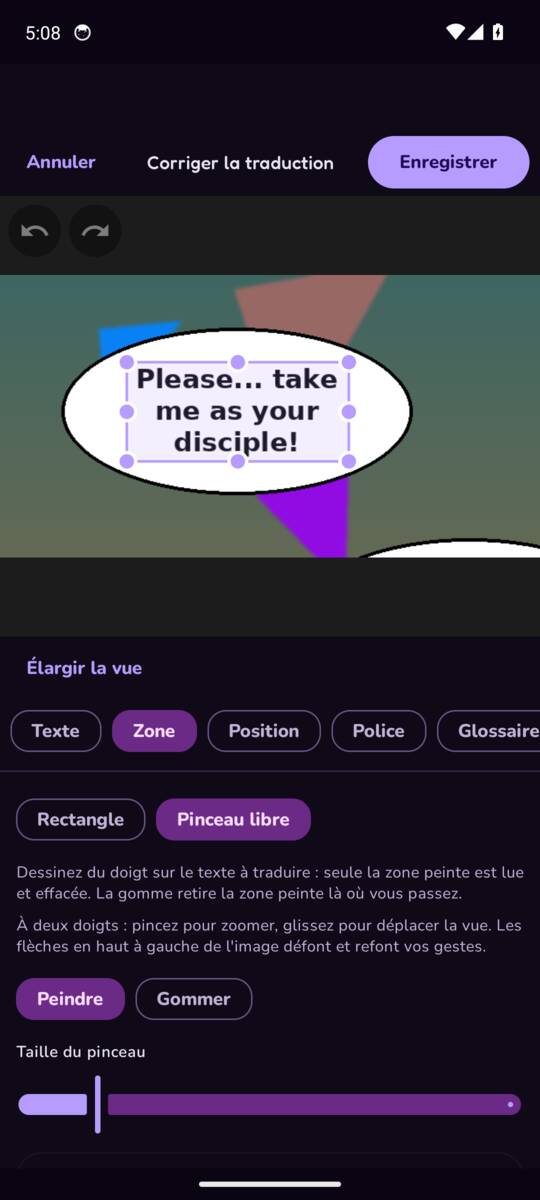 5:08
Annuler
Corriger la traduction
Enregistrer
Please... take
me as your
disciple!
Élargir la vue
Texte
Zone
Position
Police
Glossaire
Rectangle
Pinceau libre
Dessinez du doigt sur le texte à traduire : seule la zone peinte est lue
et effacée. La gomme retire la zone peinte là où vous passez.
À deux doigts : pincez pour zoomer, glissez pour déplacer la vue. Les
flèches en haut à gauche de l'image défont et refont vos gestes.
Peindre
Gommer
Taille du pinceau